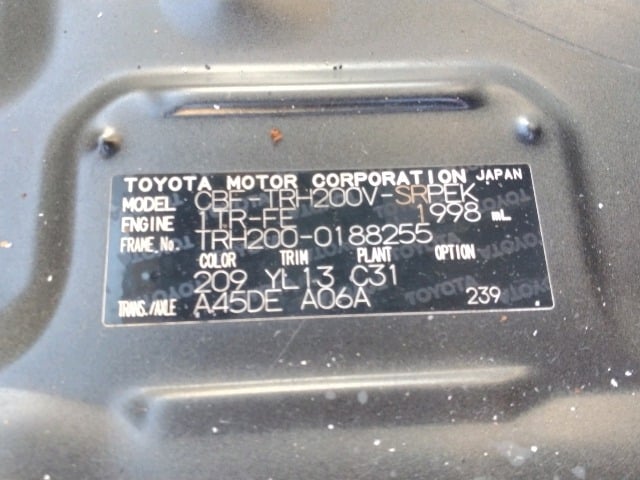 TOYOTA MOTOR CORPORATION JAPAN
MODEL CBF-TRH200V-SRPEK
ENGINE 1TR-FE 1998 mL
FRAME No. TRH200-0188255
COLOR TRIM PLANT OPTION
209 YL13 C31
TRANS./AXLE A45DE A06A 239